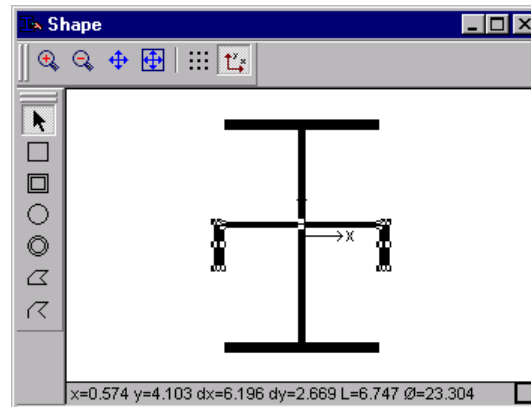 Shape
y x
X
x=0.574 y=4.103 dx=6.196 dy=2.669 L=6.747 Ø=23.304